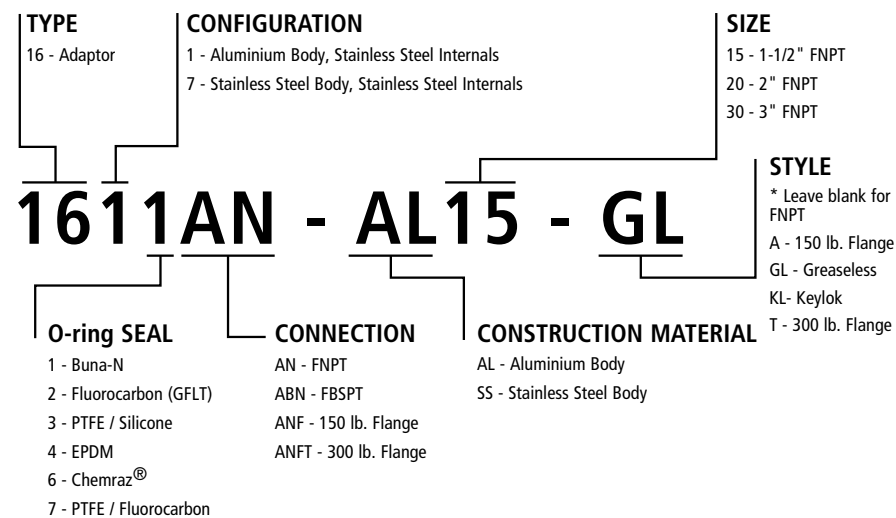 TYPE
16 - Adaptor
CONFIGURATION
1 - Aluminium Body, Stainless Steel Internals
7 - Stainless Steel Body, Stainless Steel Internals
SIZE
15 - 1-1/2" FNPT
20 - 2" FNPT
30 - 3" FNPT
STYLE
* Leave blank for
FNPT
A - 150 lb. Flange
GL - Greaseless
KL- Keylok
T - 300 lb. Flange
1611AN - AL15 - GL
O-ring SEAL
1 - Buna-N
2 - Fluorocarbon (GFLT)
3 - PTFE / Silicone
4 - EPDM
6 - Chemraz®
7 - PTFE / Fluorocarbon
CONNECTION
AN - FNPT
ABN - FBSPT
ANF - 150 lb. Flange
ANFT - 300 lb. Flange
CONSTRUCTION MATERIAL
AL - Aluminium Body
SS - Stainless Steel Body